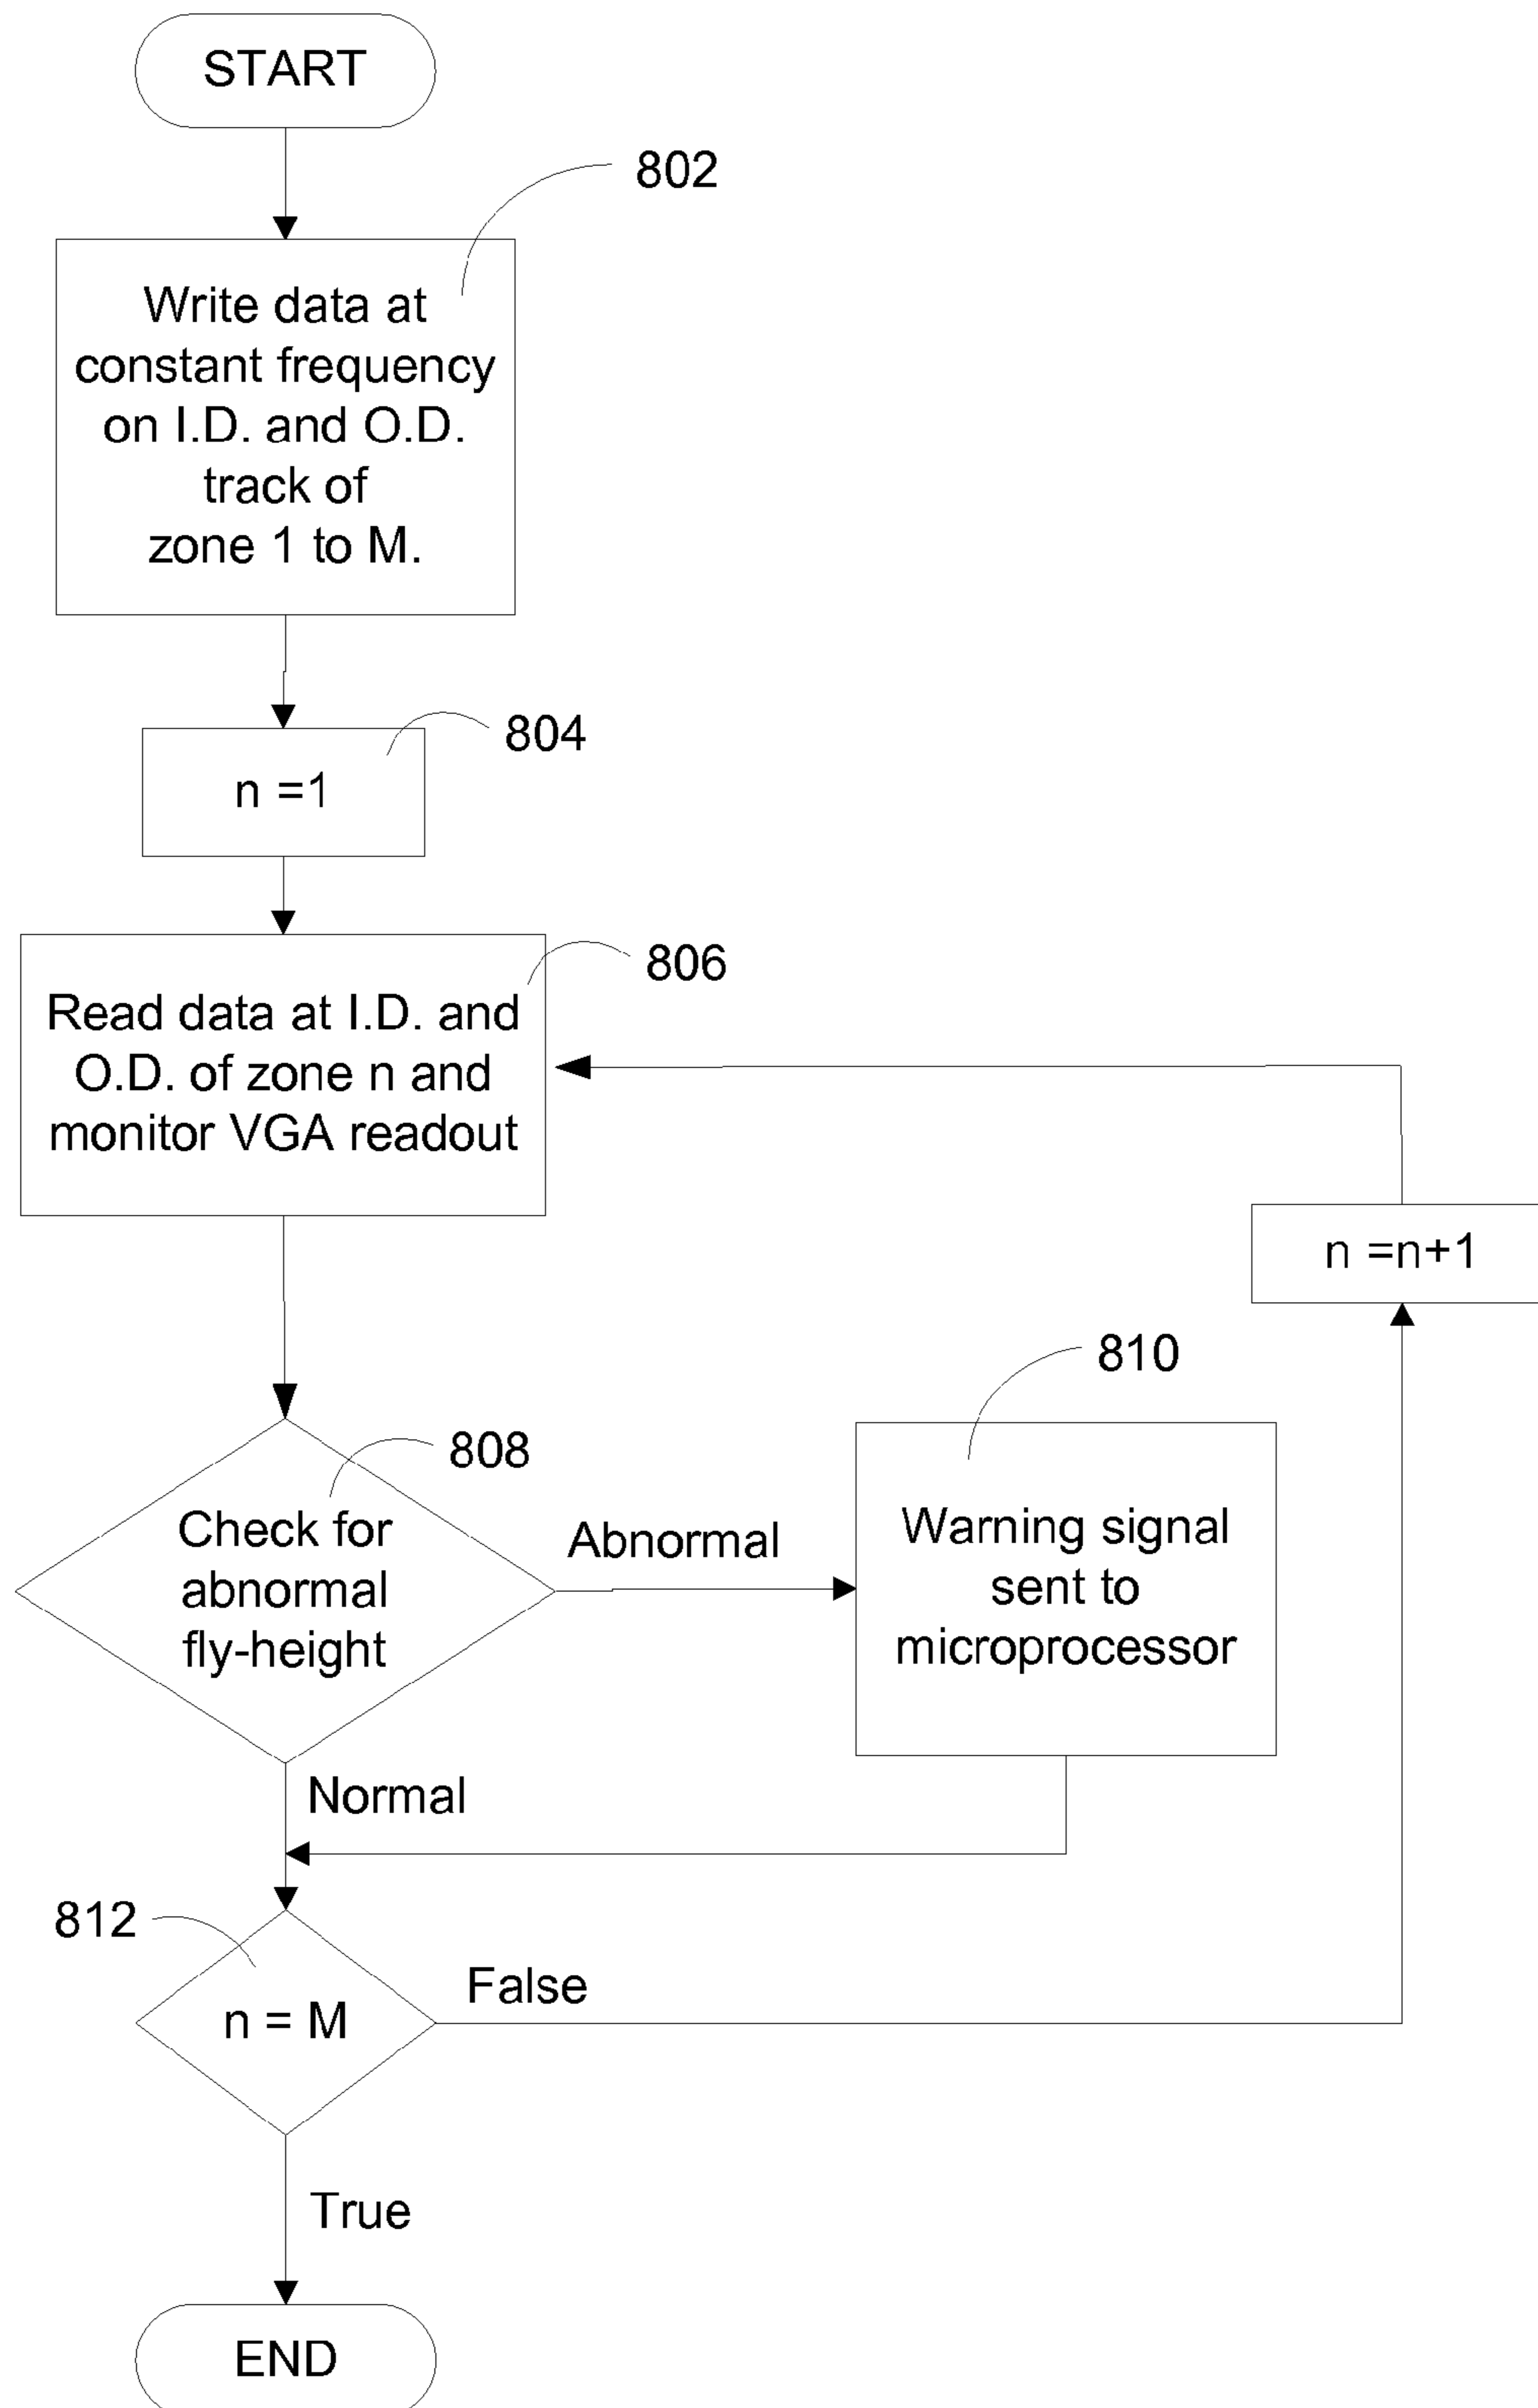 START
802
Write data at
constant frequency
on I.D. and O.D.
track of
zone 1 to M.
804
n =1
806
Read data at I.D. and
O.D. of zone n and
monitor VGA readout
n =n+1
810
808
Check for
abnormal
fly-height
Abnormal
Warning signal
sent to
microprocessor
Normal
812
n = M
False
True
END